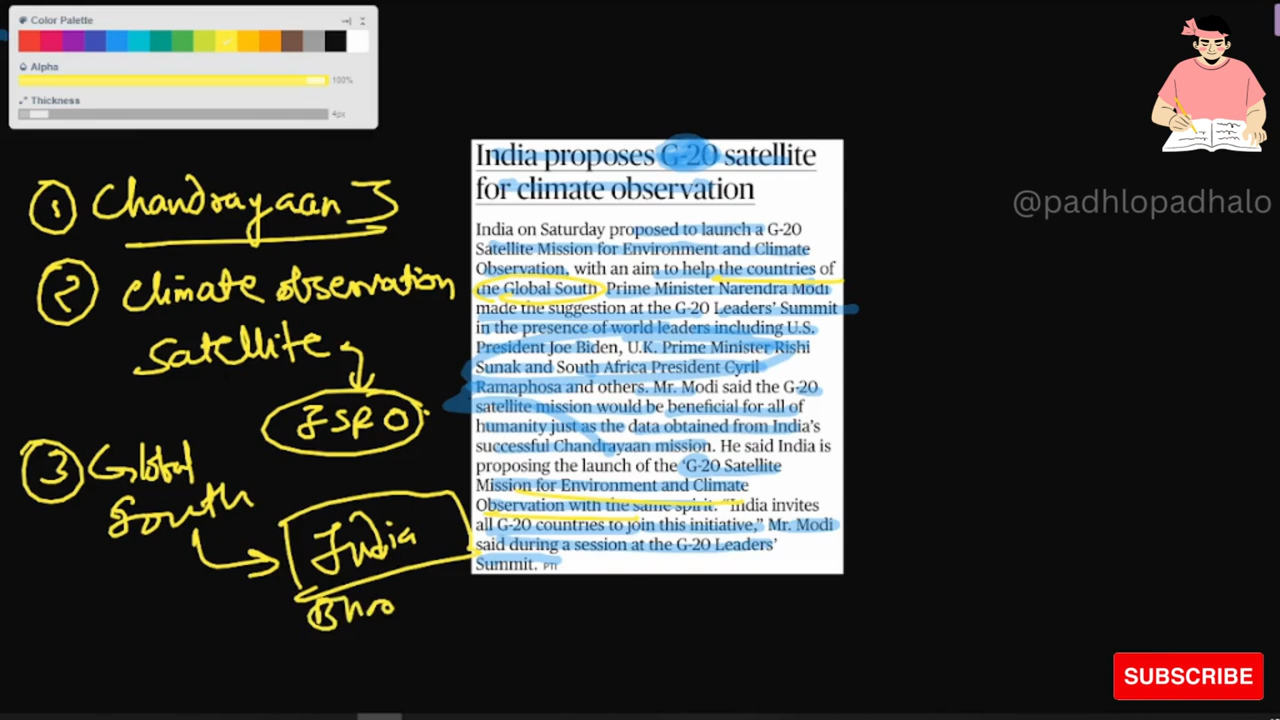 Color Palette
Alpha
100%
Thickness
4px
@padhlopadhalo
① Chandrayaan 3
② Climate observation
satellite
ISRO
③ Global
South
India
India proposes G-20 satellite
for climate observation
India on Saturday proposed to launch a G-20
Satellite Mission for Environment and Climate
Observation, with an aim to help the countries of
the Global South Prime Minister Narendra Modi
made the suggestion at the G-20 Leaders’ Summit
in the presence of world leaders including U.S.
President Joe Biden, U.K. Prime Minister Rishi
Sunak and South Africa President Cyril
Ramaphosa and others. Mr. Modi said the G-20
satellite mission would be beneficial for all of
humanity just as the data obtained from India’s
successful Chandrayaan mission. He said India is
proposing the launch of the ‘G-20 Satellite
Mission for Environment and Climate
Observation with the same spirit. “India invites
all G-20 countries to join this initiative,” Mr. Modi
said during a session at the G-20 Leaders’
Summit. PTI
SUBSCRIBE